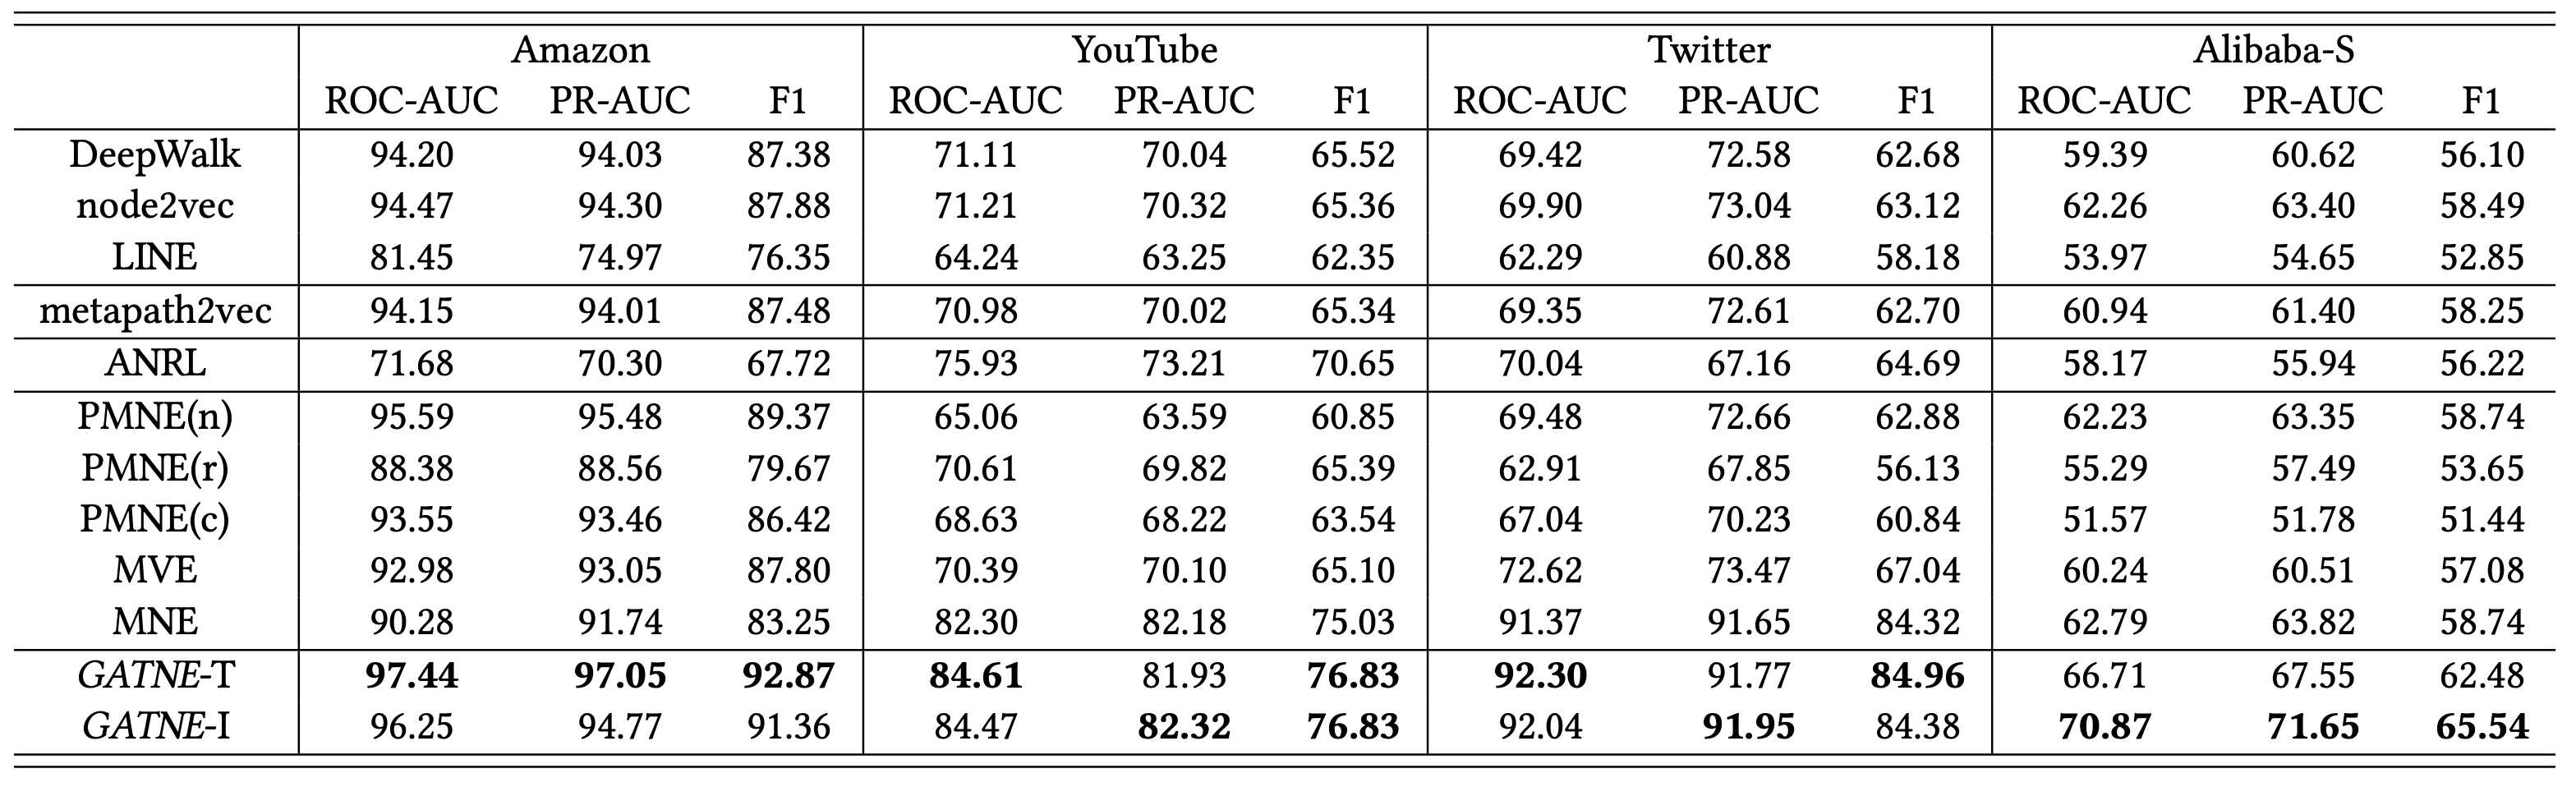 Amazon YouTube Twitter Alibaba-S
ROC-AUC PR-AUC F1 ROC-AUC PR-AUC F1 ROC-AUC PR-AUC F1 ROC-AUC PR-AUC F1
DeepWalk 94.20 94.03 87.38 71.11 70.04 65.52 69.42 72.58 62.68 59.39 60.62 56.10
node2vec 94.47 94.30 87.88 71.21 70.32 65.36 69.90 73.04 63.12 62.26 63.40 58.49
LINE 81.45 74.97 76.35 64.24 63.25 62.35 62.29 60.88 58.18 53.97 54.65 52.85
metapath2vec 94.15 94.01 87.48 70.98 70.02 65.34 69.35 72.61 62.70 60.94 61.40 58.25
ANRL 71.68 70.30 67.72 75.93 73.21 70.65 70.04 67.16 64.69 58.17 55.94 56.22
PMNE(n) 95.59 95.48 89.37 65.06 63.59 60.85 69.48 72.66 62.88 62.23 63.35 58.74
PMNE(r) 88.38 88.56 79.67 70.61 69.82 65.39 62.91 67.85 56.13 55.29 57.49 53.65
PMNE(c) 93.55 93.46 86.42 68.63 68.22 63.54 67.04 70.23 60.84 51.57 51.78 51.44
MVE 92.98 93.05 87.80 70.39 70.10 65.10 72.62 73.47 67.04 60.24 60.51 57.08
MNE 90.28 91.74 83.25 82.30 82.18 75.03 91.37 91.65 84.32 62.79 63.82 58.74
GATNE-T 97.44 97.05 92.87 84.61 81.93 76.83 92.30 91.77 84.96 66.71 67.55 62.48
GATNE-I 96.25 94.77 91.36 84.47 82.32 76.83 92.04 91.95 84.38 70.87 71.65 65.54